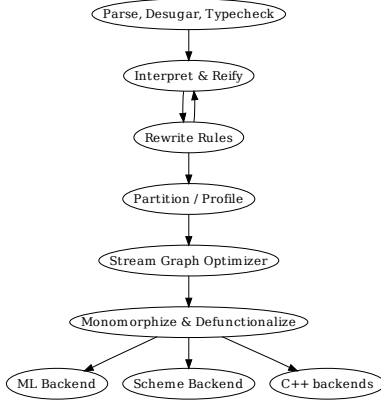 Parse, Desugar, Typecheck
Interpret & Reify
Rewrite Rules
Partition / Profile
Stream Graph Optimizer
Monomorphize & Defunctionalize
ML Backend
Scheme Backend
C++ backends